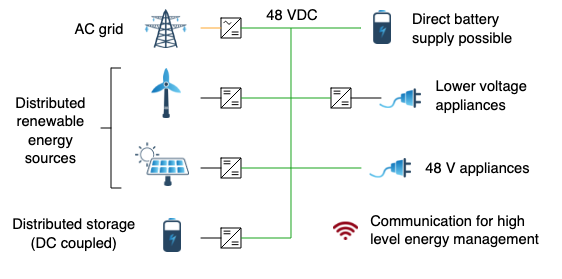 48 VDC
AC grid
Direct battery
supply possible
Distributed
renewable
energy
sources
Lower voltage
appliances
48 V appliances
Distributed storage
(DC coupled)
Communication for high
level energy management